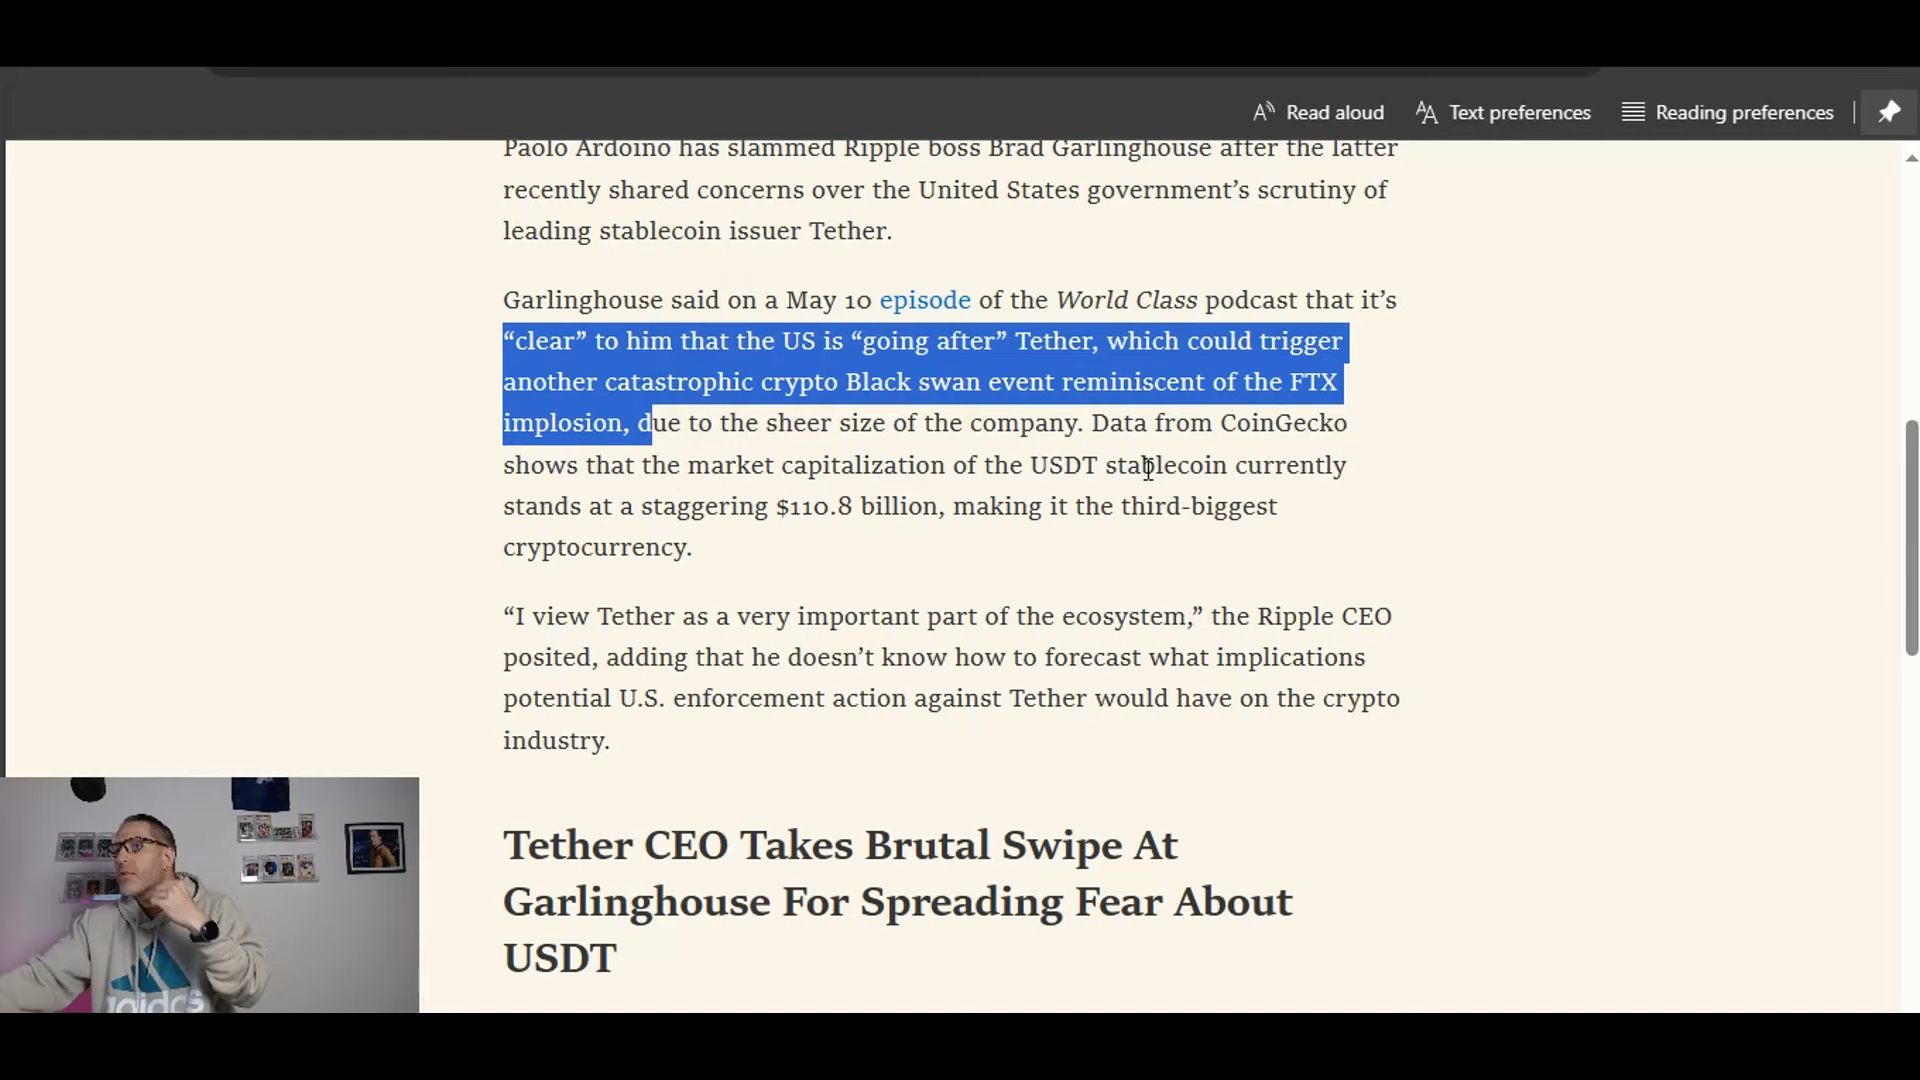 Read aloud
Text preferences
Reading preferences
Paolo Ardoino has slammed Ripple boss Brad Garlinghouse after the latter
recently shared concerns over the United States government’s scrutiny of
leading stablecoin issuer Tether.
Garlinghouse said on a May 10 episode of the World Class podcast that it’s
“clear” to him that the US is “going after” Tether, which could trigger
another catastrophic crypto Black swan event reminiscent of the FTX
implosion, due to the sheer size of the company. Data from CoinGecko
shows that the market capitalization of the USDT stablecoin currently
stands at a staggering $110.8 billion, making it the third-biggest
cryptocurrency.
“I view Tether as a very important part of the ecosystem,” the Ripple CEO
posited, adding that he doesn’t know how to forecast what implications
potential U.S. enforcement action against Tether would have on the crypto
industry.
Tether CEO Takes Brutal Swipe At
Garlinghouse For Spreading Fear About
USDT
adidas